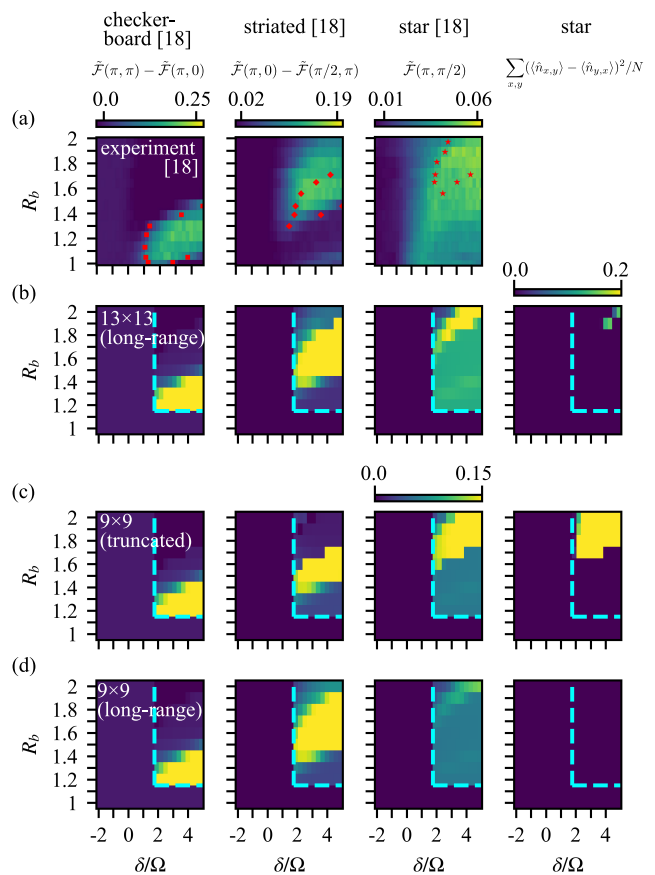 checker-
board [18]
striated [18]
star [18]
star
F̃(π, π) − F̃(π, 0)
F̃(π, 0) − F̃(π/2, π)
F̃(π, π/2)
∑x,y(⟨n̂x,y⟩ − ⟨n̂y,x⟩)²/N
0.0 0.25
0.02 0.19
0.01 0.06
(a)
experiment
[18]
Rb
2
1.8
1.6
1.4
1.2
1
0.0 0.2
(b)
13×13
(long-range)
Rb
2
1.8
1.6
1.4
1.2
1
0.0 0.15
(c)
9×9
(truncated)
Rb
2
1.8
1.6
1.4
1.2
1
(d)
9×9
(long-range)
Rb
2
1.8
1.6
1.4
1.2
1
-2 0 2 4
-2 0 2 4
-2 0 2 4
-2 0 2 4
δ/Ω
δ/Ω
δ/Ω
δ/Ω